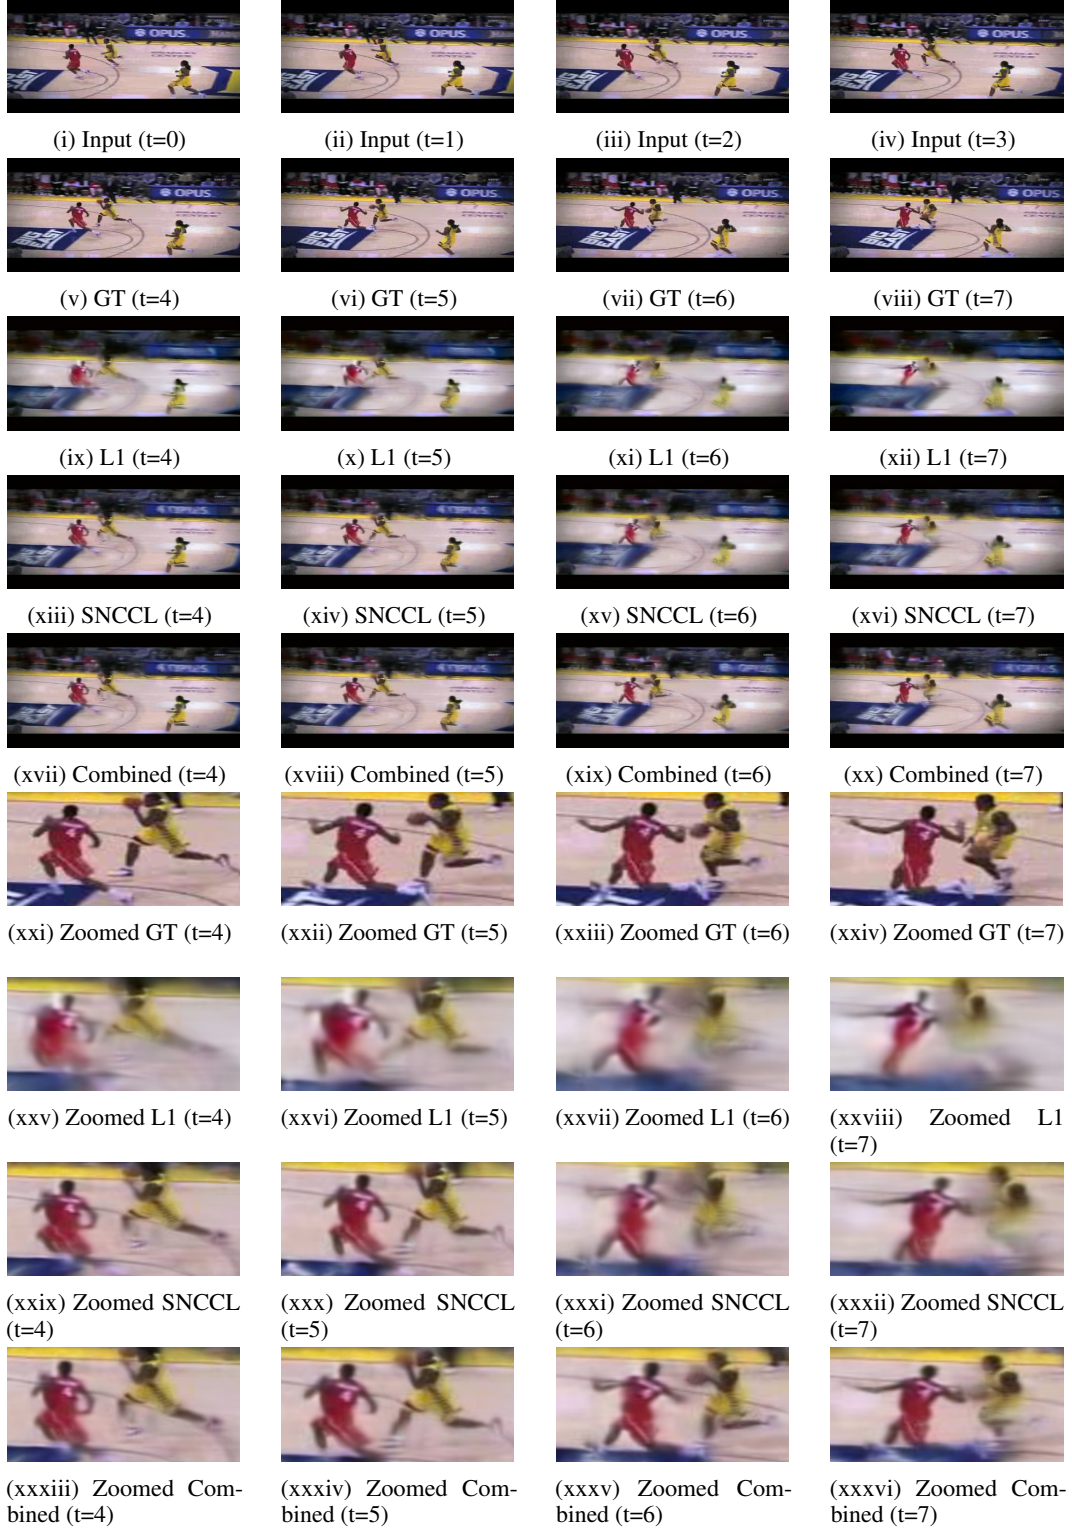 OPUS. OPUS. OPUS. OPUS.
(i) Input (t=0) (ii) Input (t=1) (iii) Input (t=2) (iv) Input (t=3)
OPUS OPUS OPUS OPUS
(v) GT (t=4) (vi) GT (t=5) (vii) GT (t=6) (viii) GT (t=7)
(ix) L1 (t=4) (x) L1 (t=5) (xi) L1 (t=6) (xii) L1 (t=7)
(xiii) SNCCL (t=4) (xiv) SNCCL (t=5) (xv) SNCCL (t=6) (xvi) SNCCL (t=7)
(xvii) Combined (t=4) (xviii) Combined (t=5) (xix) Combined (t=6) (xx) Combined (t=7)
(xxi) Zoomed GT (t=4) (xxii) Zoomed GT (t=5) (xxiii) Zoomed GT (t=6) (xxiv) Zoomed GT (t=7)
(xxv) Zoomed L1 (t=4) (xxvi) Zoomed L1 (t=5) (xxvii) Zoomed L1 (t=6) (xxviii) Zoomed L1
(t=7)
(xxix) Zoomed SNCCL (xxx) Zoomed SNCCL (xxxi) Zoomed SNCCL (xxxii) Zoomed SNCCL
(t=4) (t=5) (t=6) (t=7)
(xxxiii) Zoomed Com- (xxxiv) Zoomed Com- (xxxv) Zoomed Com- (xxxvi) Zoomed Com-
bined (t=4) bined (t=5) bined (t=6) bined (t=7)